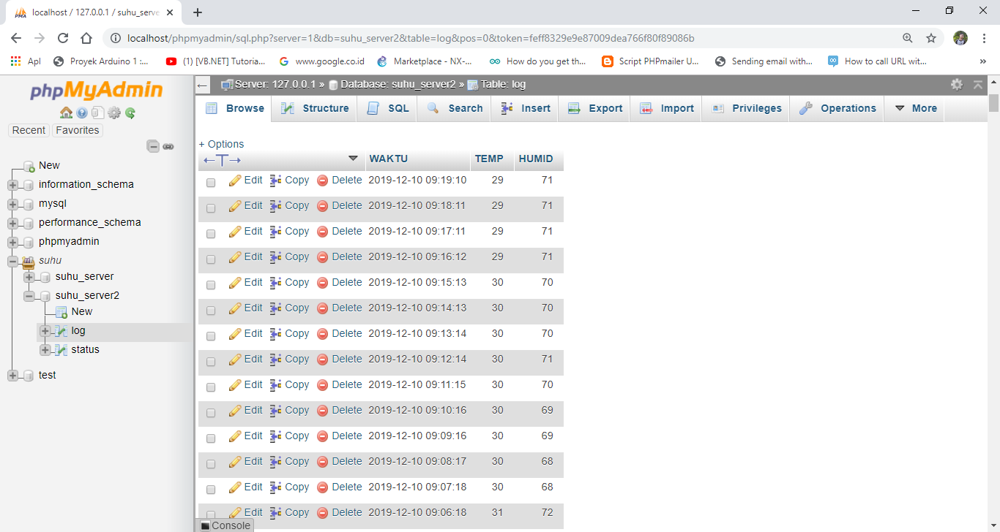 localhost / 127.0.0.1 / suhu_serve
localhost/phpmyadmin/sql.php?server=1&db=suhu_server2&table=log&pos=0&token=feff8329e9e87009dea766f80f89086b
Apl Proyek Arduino 1 :... (1) [VB.NET] Tutoria... www.google.co.id Marketplace - NX-... How do you get th... Script PHPmailer U... Sending email with... How to call URL wit... »
phpMyAdmin
Recent Favorites
New
information_schema
mysql
performance_schema
phpmyadmin
suhu
suhu_server
suhu_server2
New
log
status
test
Server: 127.0.0.1 » Database: suhu_server2 » Table: log
Browse Structure SQL Search Insert Export Import Privileges Operations More
+ Options
←T→ WAKTU TEMP HUMID
Edit Copy Delete 2019-12-10 09:19:10 29 71
Edit Copy Delete 2019-12-10 09:18:11 29 71
Edit Copy Delete 2019-12-10 09:17:11 29 71
Edit Copy Delete 2019-12-10 09:16:12 29 71
Edit Copy Delete 2019-12-10 09:15:13 30 70
Edit Copy Delete 2019-12-10 09:14:13 30 70
Edit Copy Delete 2019-12-10 09:13:14 30 70
Edit Copy Delete 2019-12-10 09:12:14 30 71
Edit Copy Delete 2019-12-10 09:11:15 30 70
Edit Copy Delete 2019-12-10 09:10:16 30 69
Edit Copy Delete 2019-12-10 09:09:16 30 69
Edit Copy Delete 2019-12-10 09:08:17 30 68
Edit Copy Delete 2019-12-10 09:07:18 30 68
Edit Copy Delete 2019-12-10 09:06:18 31 72
Console